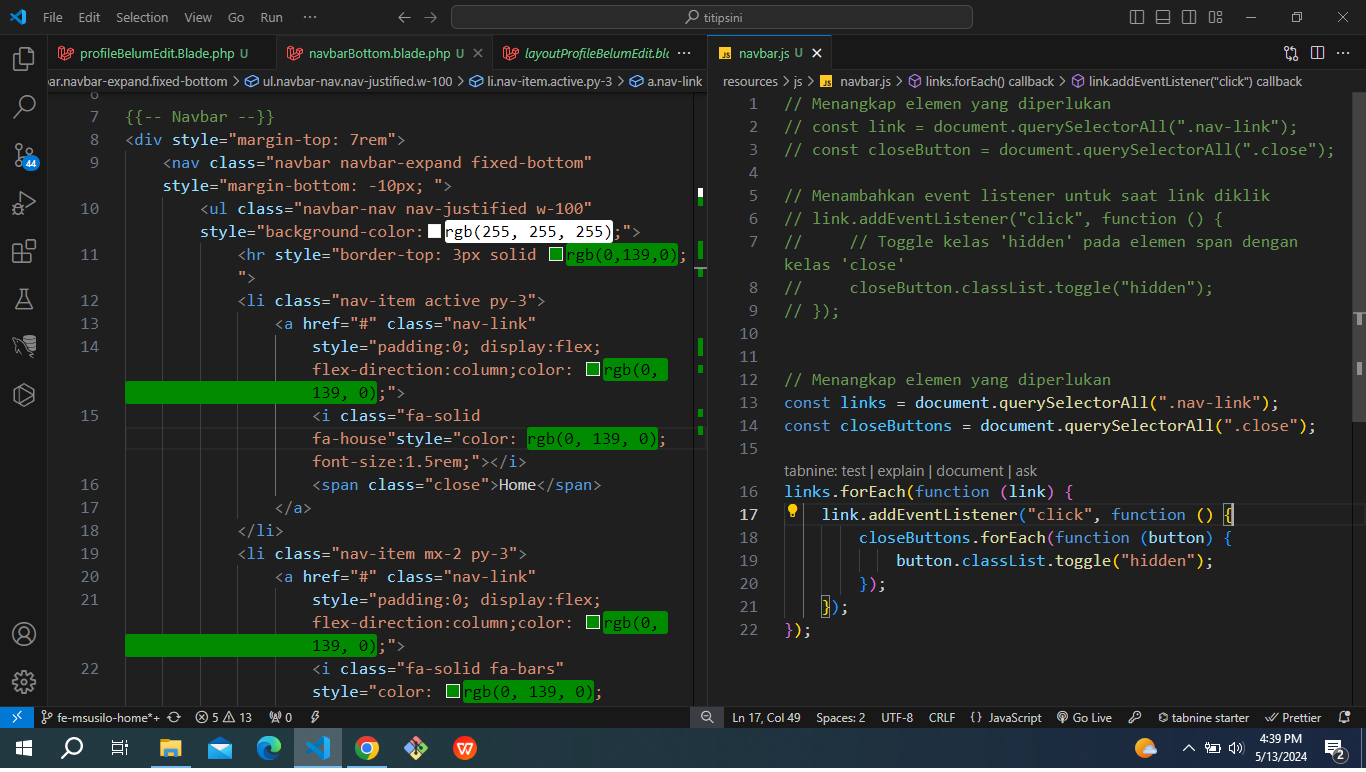 File Edit Selection View Go Run ··· titipsini
profileBelumEdit.Blade.php U navbarBottom.blade.php U layoutProfileBelumEdit.bl ··· JS navbar.js U
bar.navbar-expand.fixed-bottom > ul.navbar-nav.nav-justified.w-100 > li.nav-item.active.py-3 > a.nav-link
6
7 {{-- Navbar --}}
8 <div style="margin-top: 7rem">
9 <nav class="navbar navbar-expand fixed-bottom"
style="margin-bottom: -10px; ">
10 <ul class="navbar-nav nav-justified w-100"
style="background-color: rgb(255, 255, 255);">
11 <hr style="border-top: 3px solid rgb(0,139,0);
">
12 <li class="nav-item active py-3">
13 <a href="#" class="nav-link"
14 style="padding:0; display:flex;
flex-direction:column;color: rgb(0,
139, 0);">
15 <i class="fa-solid
fa-house"style="color: rgb(0, 139, 0);
font-size:1.5rem;"></i>
16 <span class="close">Home</span>
17 </a>
18 </li>
19 <li class="nav-item mx-2 py-3">
20 <a href="#" class="nav-link"
21 style="padding:0; display:flex;
flex-direction:column;color: rgb(0,
139, 0);">
22 <i class="fa-solid fa-bars"
style="color: rgb(0, 139, 0);
resources > js > JS navbar.js > links.forEach() callback > link.addEventListener("click") callback
1 // Menangkap elemen yang diperlukan
2 // const link = document.querySelectorAll(".nav-link");
3 // const closeButton = document.querySelectorAll(".close");
4
5 // Menambahkan event listener untuk saat link diklik
6 // link.addEventListener("click", function () {
7 //     // Toggle kelas 'hidden' pada elemen span dengan
kelas 'close'
8 //     closeButton.classList.toggle("hidden");
9 // });
10
11
12 // Menangkap elemen yang diperlukan
13 const links = document.querySelectorAll(".nav-link");
14 const closeButtons = document.querySelectorAll(".close");
15
tabnine: test | explain | document | ask
16 links.forEach(function (link) {
17 link.addEventListener("click", function () {
18 closeButtons.forEach(function (button) {
19 button.classList.toggle("hidden");
20 });
21 });
22 });
44
fe-msusilo-home*+ 5 13 0 Ln 17, Col 49 Spaces: 2 UTF-8 CRLF {} JavaScript Go Live tabnine starter Prettier
4:39 PM
5/13/2024
2